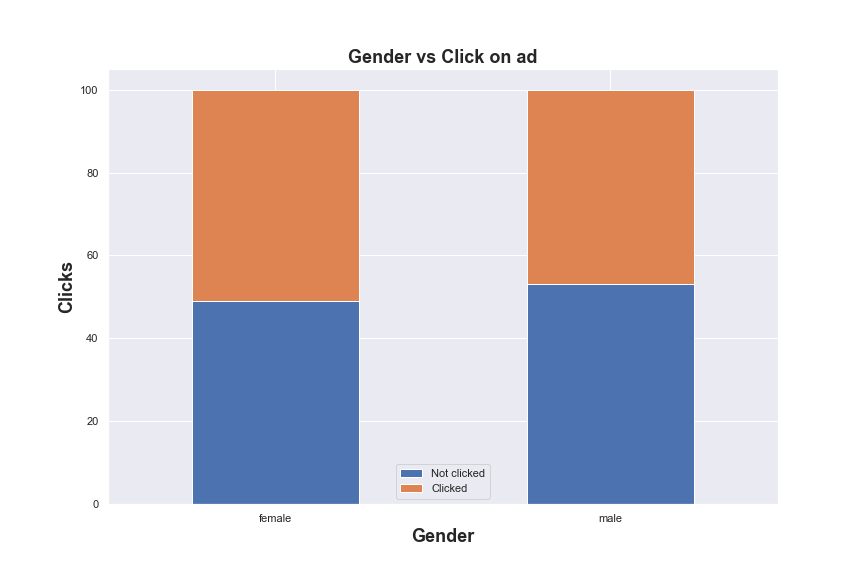 Gender vs Click on ad
100
80
60
40
20
0
Clicks
Not clicked
Clicked
female
male
Gender